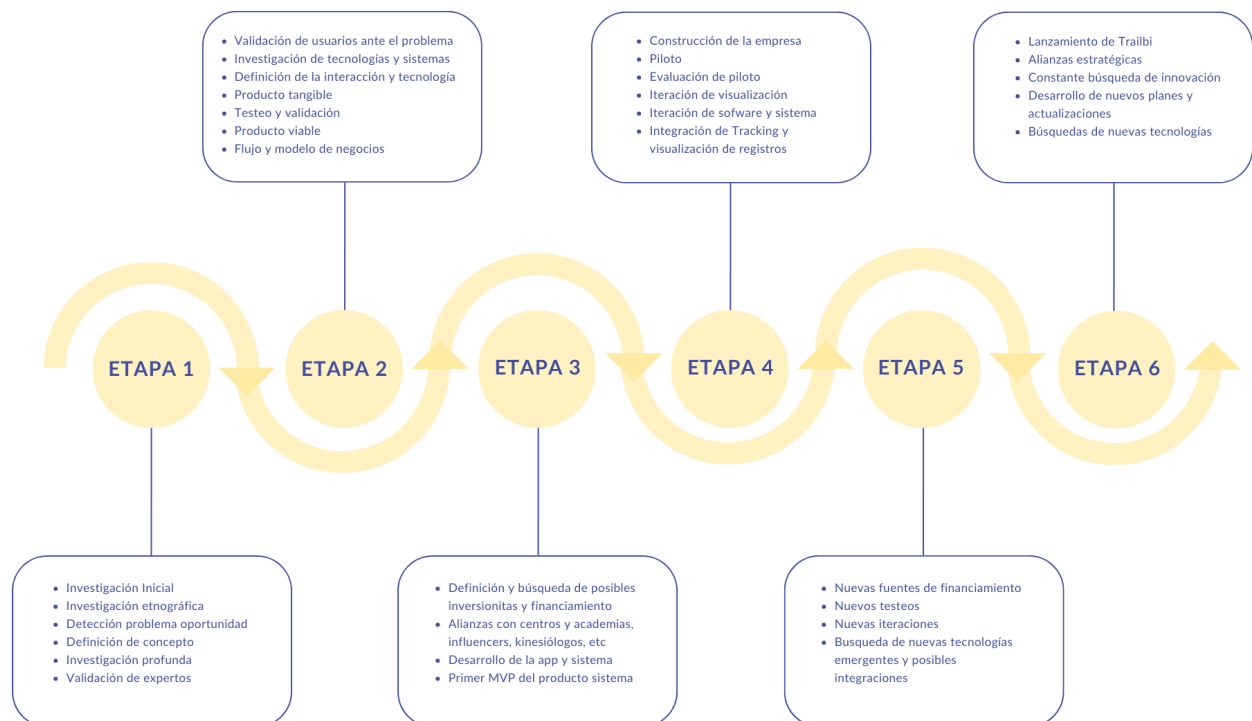 • Validación de usuarios ante el problema
• Investigación de tecnologías y sistemas
• Definición de la interacción y tecnología
• Producto tangible
• Testeo y validación
• Producto viable
• Flujo y modelo de negocios
• Construcción de la empresa
• Piloto
• Evaluación de piloto
• Iteración de visualización
• Iteración de sofware y sistema
• Integración de Tracking y
visualización de registros
• Lanzamiento de Trailbi
• Alianzas estratégicas
• Constante búsqueda de innovación
• Desarrollo de nuevos planes y
actualizaciones
• Búsquedas de nuevas tecnologías
ETAPA 1
ETAPA 2
ETAPA 3
ETAPA 4
ETAPA 5
ETAPA 6
• Investigación Inicial
• Investigación etnográfica
• Detección problema oportunidad
• Definición de concepto
• Investigación profunda
• Validación de expertos
• Definición y búsqueda de posibles
inversionitas y financiamiento
• Alianzas con centros y academias,
influencers, kinesiólogos, etc
• Desarrollo de la app y sistema
• Primer MVP del producto sistema
• Nuevas fuentes de financiamiento
• Nuevos testeos
• Nuevas iteraciones
• Busqueda de nuevas tecnologías
emergentes y posibles
integraciones